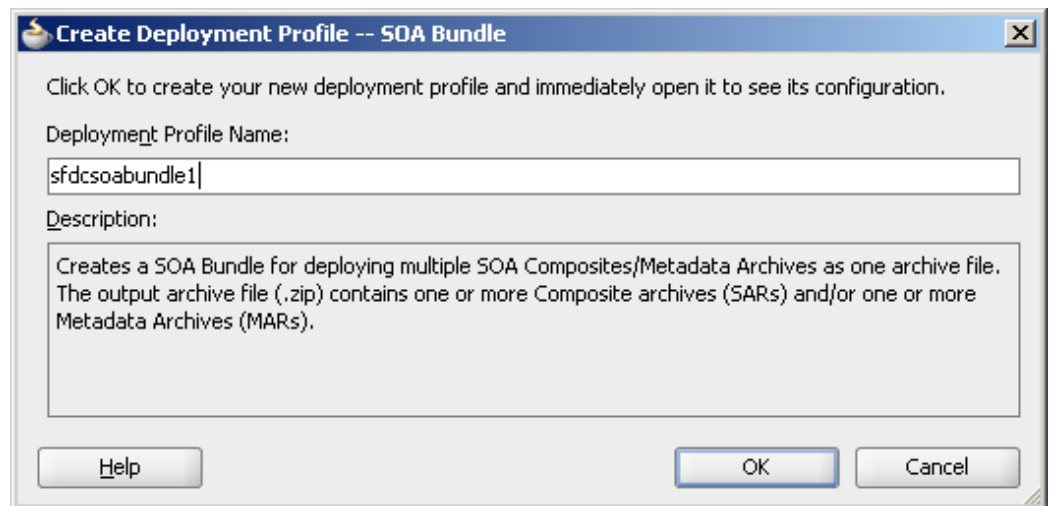 Create Deployment Profile -- SOA Bundle
Click OK to create your new deployment profile and immediately open it to see its configuration.
Deployment Profile Name:
sfdcsoabundle1
Description:
Creates a SOA Bundle for deploying multiple SOA Composites/Metadata Archives as one archive file.
The output archive file (.zip) contains one or more Composite archives (SARs) and/or one or more
Metadata Archives (MARs).
Help
OK
Cancel